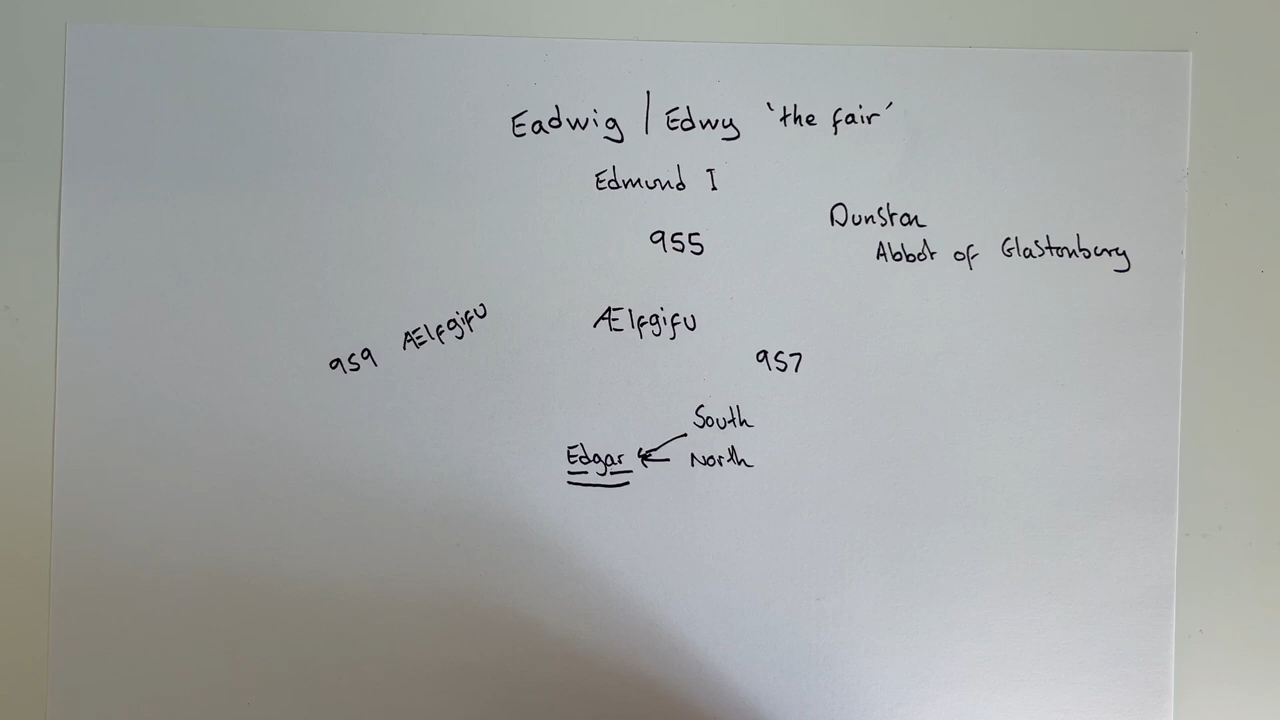 Eadwig | Edwy 'the fair'
Edmund I
Dunstan
955
Abbot of Glastonbury
Ælfgifu
Ælfgifu
959
957
South
Edgar
North